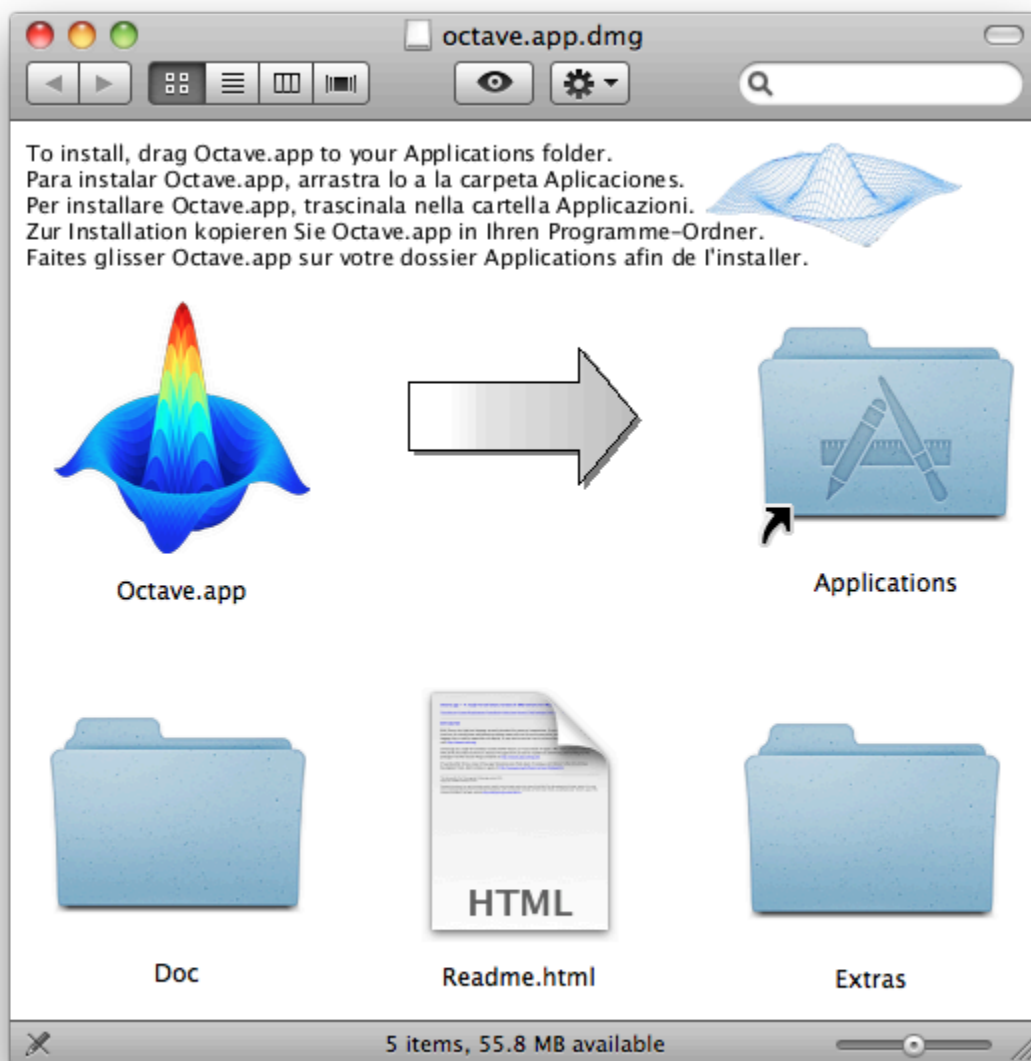 octave.app.dmg
To install, drag Octave.app to your Applications folder.
Para instalar Octave.app, arrastra lo a la carpeta Aplicaciones.
Per installare Octave.app, trascinala nella cartella Applicazioni.
Zur Installation kopieren Sie Octave.app in Ihren Programme-Ordner.
Faites glisser Octave.app sur votre dossier Applications afin de l'installer.
Octave.app
Applications
HTML
Doc
Readme.html
Extras
5 items, 55.8 MB available